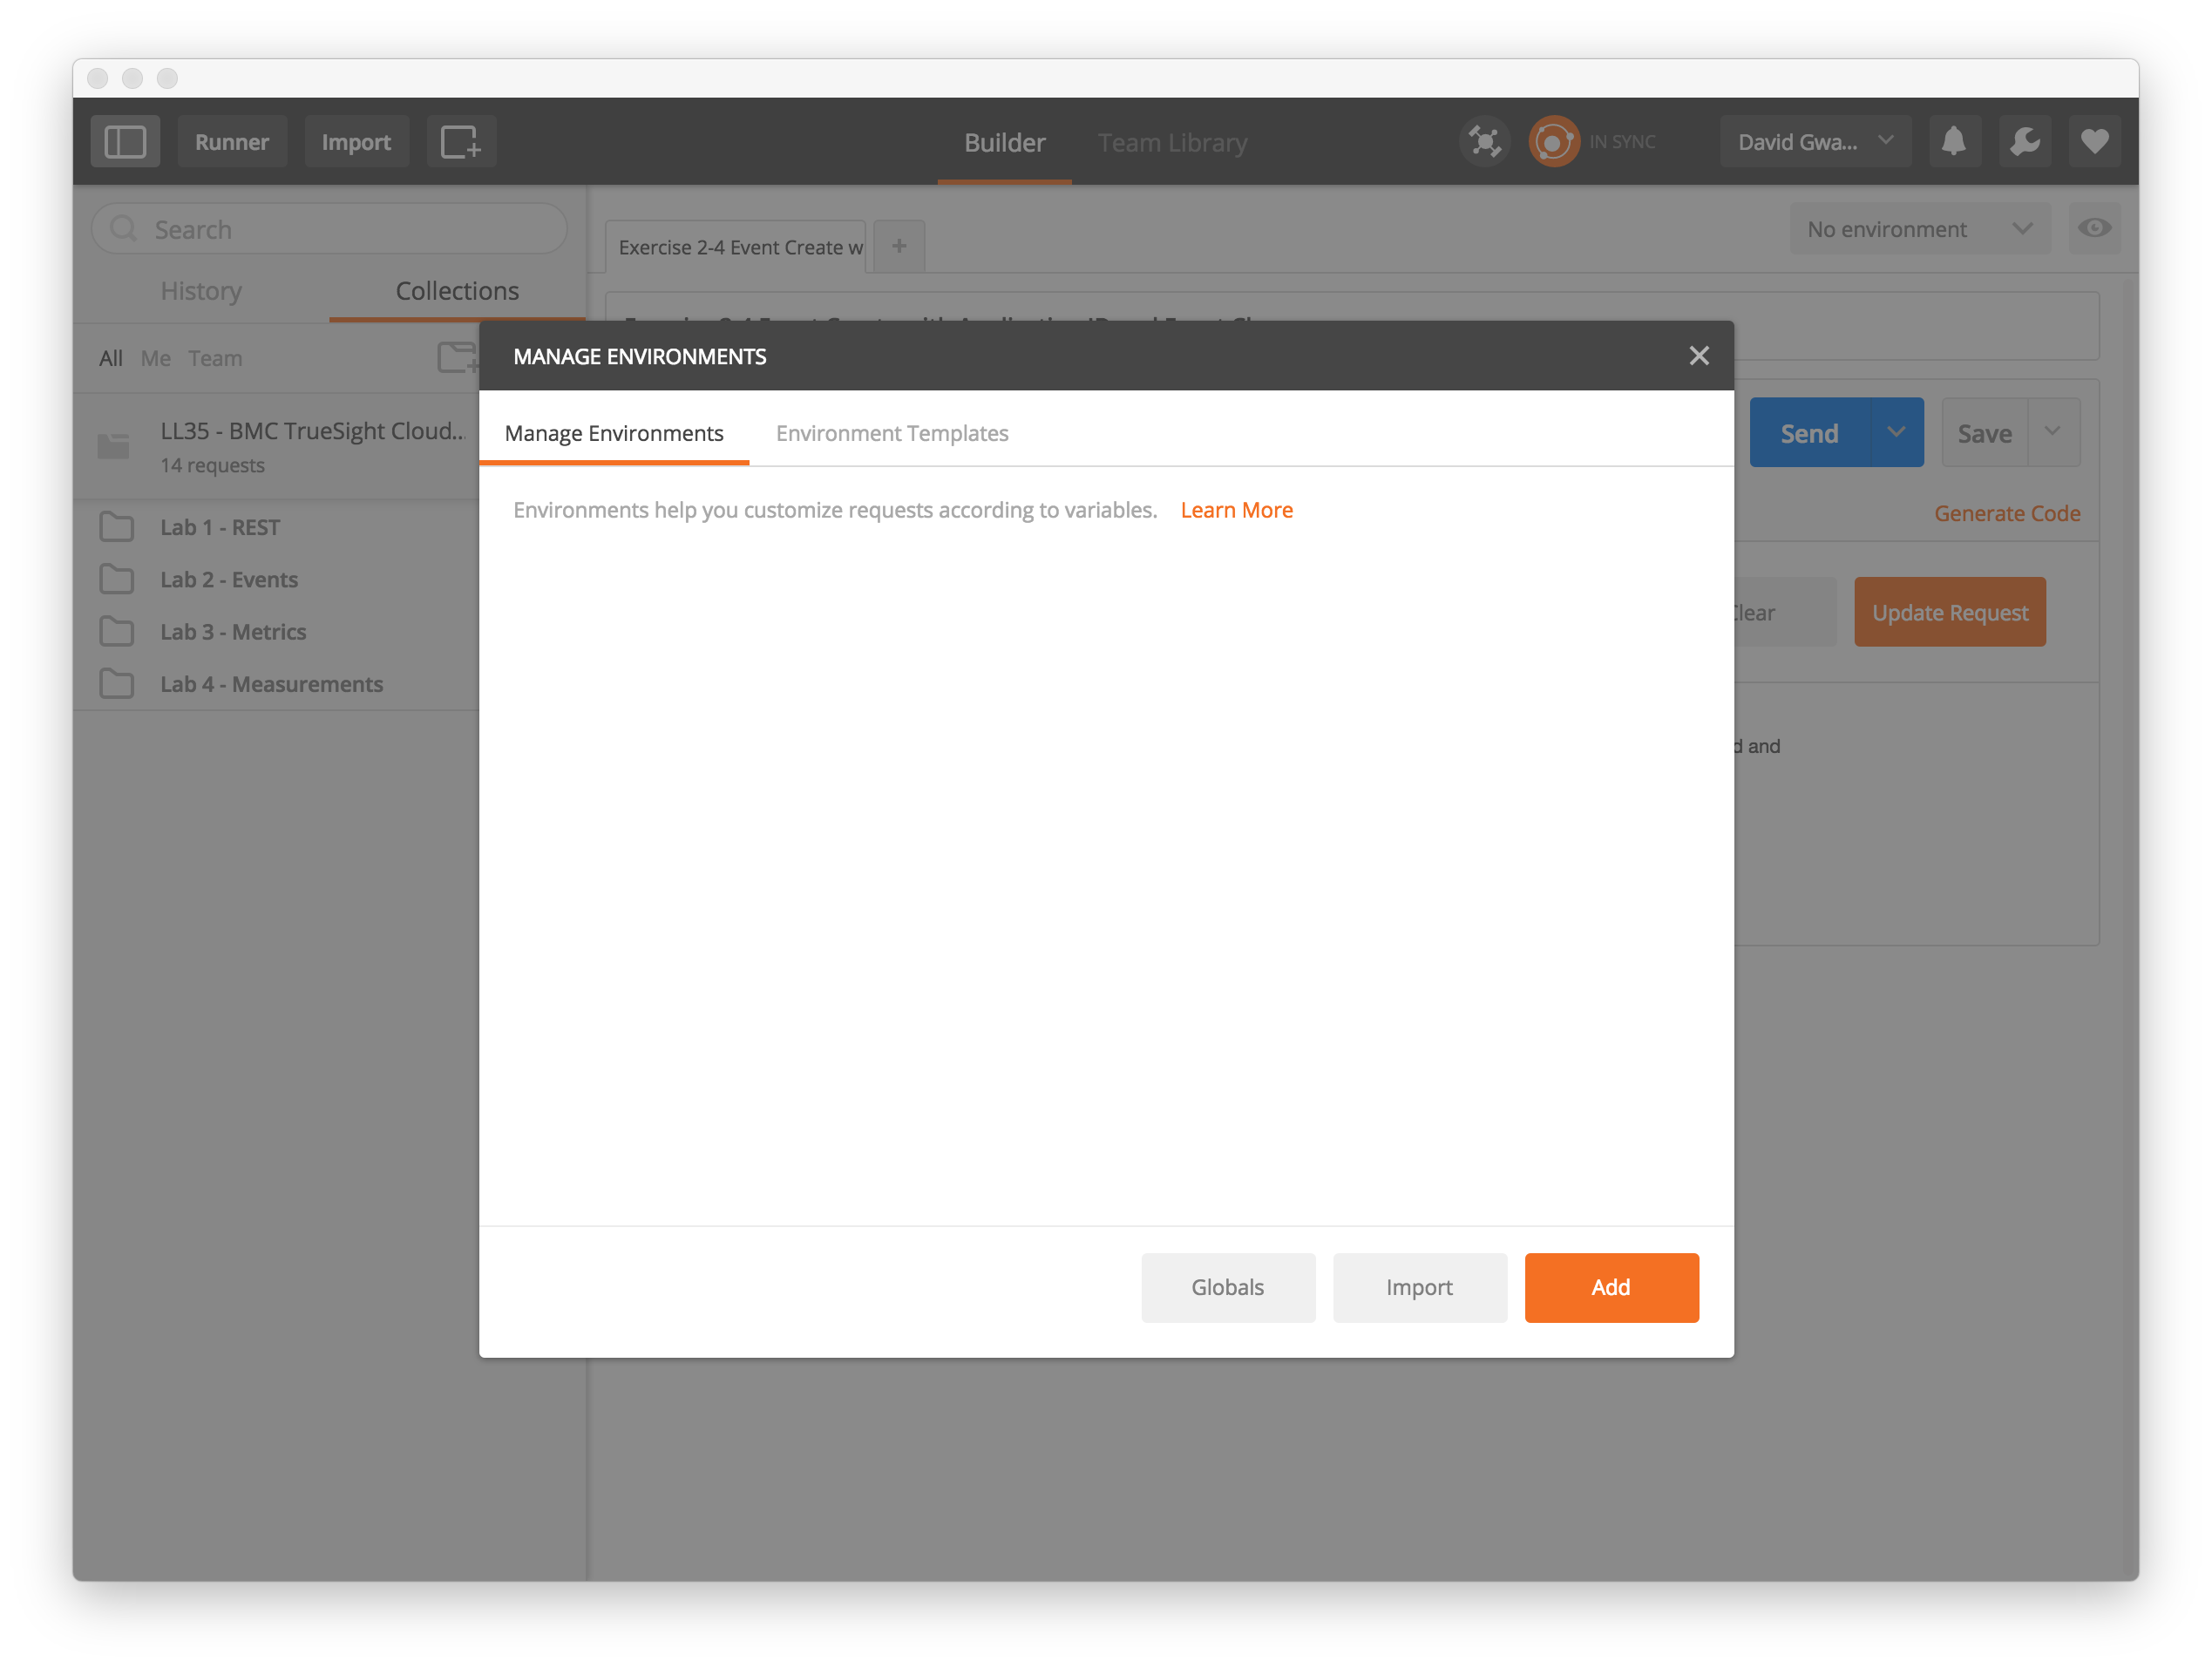 Runner
Import
Builder
Team Library
IN SYNC
David Gwa...
Search
No environment
Exercise 2-4 Event Create w
+
History
Collections
All Me Team
MANAGE ENVIRONMENTS
Manage Environments
Environment Templates
Environments help you customize requests according to variables. Learn More
LL35 - BMC TrueSight Cloud...
14 requests
Lab 1 - REST
Lab 2 - Events
Lab 3 - Metrics
Lab 4 - Measurements
Send
Save
Generate Code
Update Request
and
Globals
Import
Add